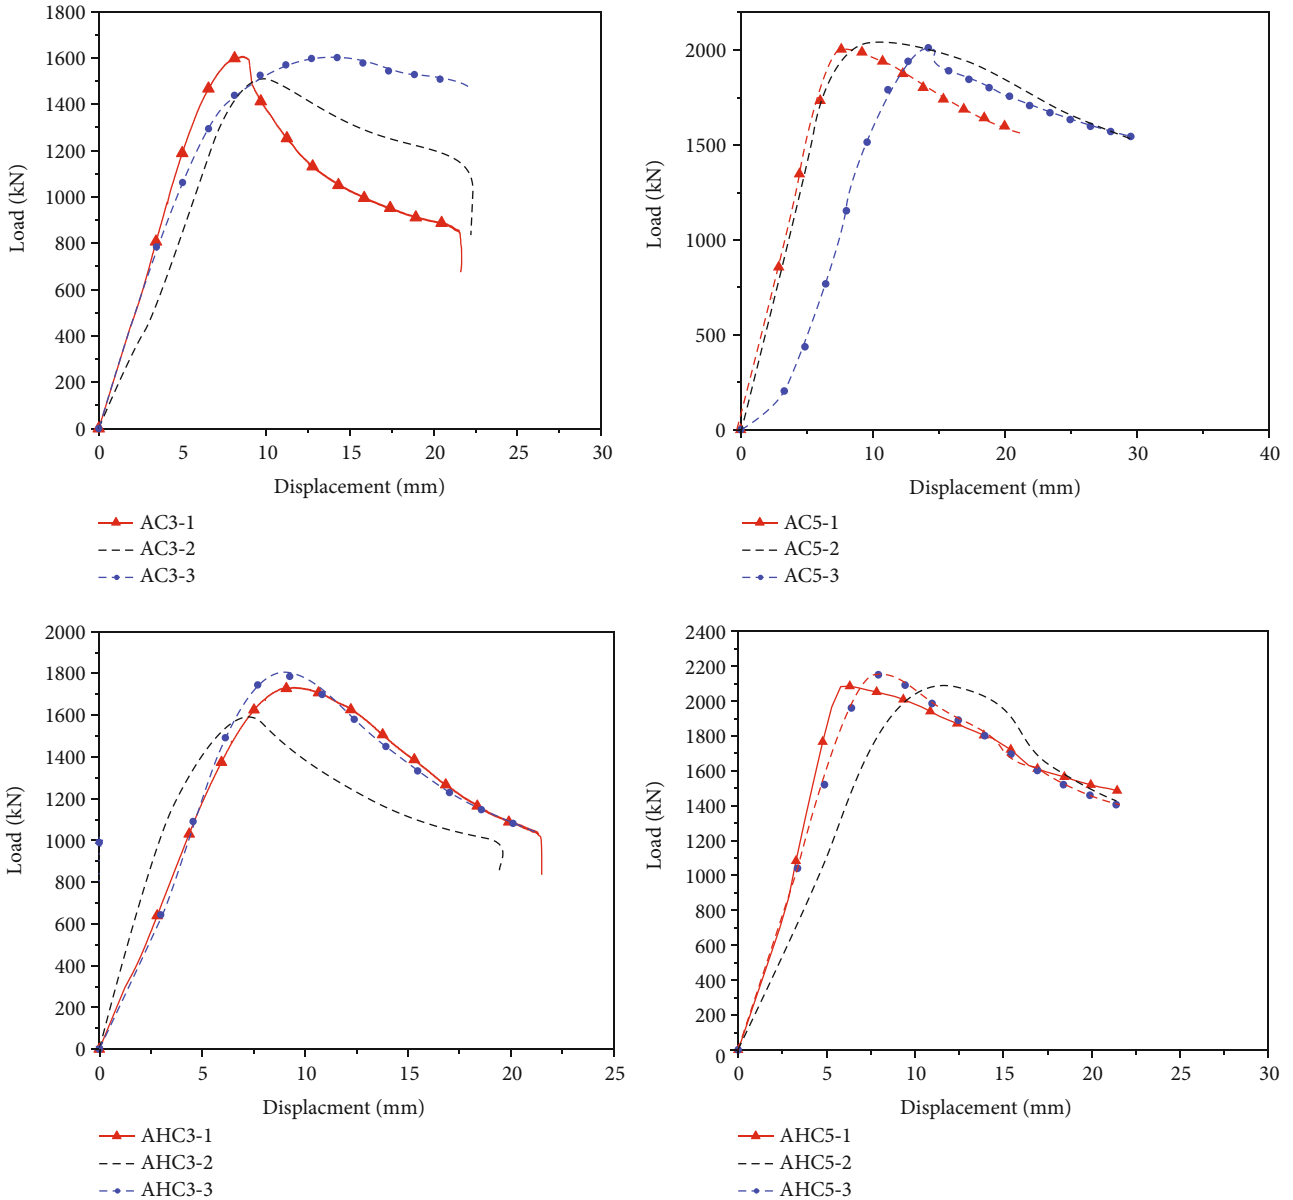 1800
1600
1400
1200
1000
800
600
400
200
0
Load (kN)
0 5 10 15 20 25 30
Displacement (mm)
AC3-1
AC3-2
AC3-3
2000
1500
1000
500
0
Load (kN)
0 10 20 30 40
Displacement (mm)
AC5-1
AC5-2
AC5-3
2000
1800
1600
1400
1200
1000
800
600
400
200
0
Load (kN)
0 5 10 15 20 25
Displacment (mm)
AHC3-1
AHC3-2
AHC3-3
2400
2200
2000
1800
1600
1400
1200
1000
800
600
400
200
0
Load (kN)
0 5 10 15 20 25 30
Displacement (mm)
AHC5-1
AHC5-2
AHC5-3